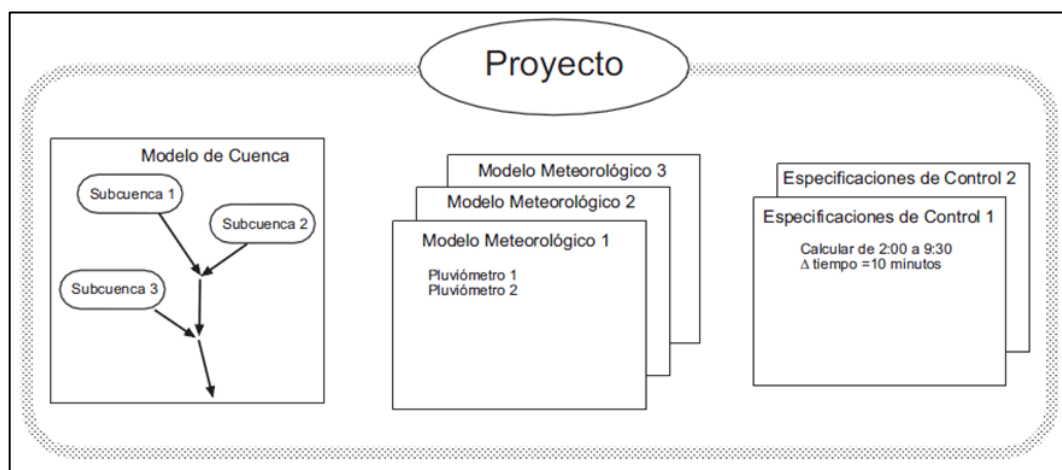 Proyecto
Modelo de Cuenca
Subcuenca 1
Subcuenca 2
Subcuenca 3
Modelo Meteorológico 3
Modelo Meteorológico 2
Modelo Meteorológico 1
Pluviómetro 1
Pluviómetro 2
Especificaciones de Control 2
Especificaciones de Control 1
Calcular de 2:00 a 9:30
Δ tiempo =10 minutos